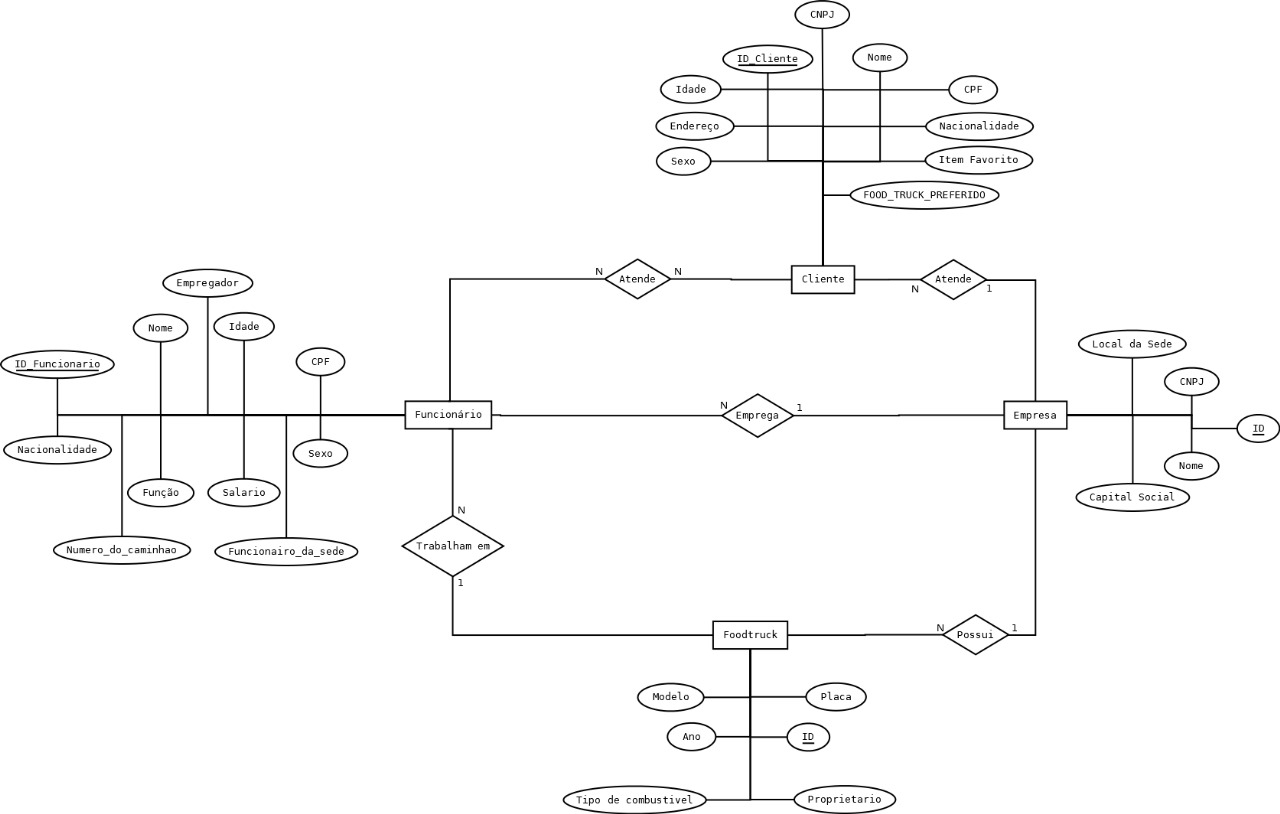 CNPJ
ID_Cliente
Nome
Idade
CPF
Endereço
Nacionalidade
Sexo
Item Favorito
FOOD_TRUCK_PREFERIDO
N
Atende
N
Cliente
N
Atende
1
Empregador
Nome
Idade
CPF
ID_Funcionario
Nacionalidade
Sexo
Função
Salario
Numero_do_caminhao
Funcionairo_da_sede
Funcionário
N
Emprega
1
Empresa
Local da Sede
CNPJ
ID
Nome
Capital Social
N
Trabalham em
1
Foodtruck
N
Possui
1
Modelo
Placa
Ano
ID
Tipo de combustivel
Proprietario